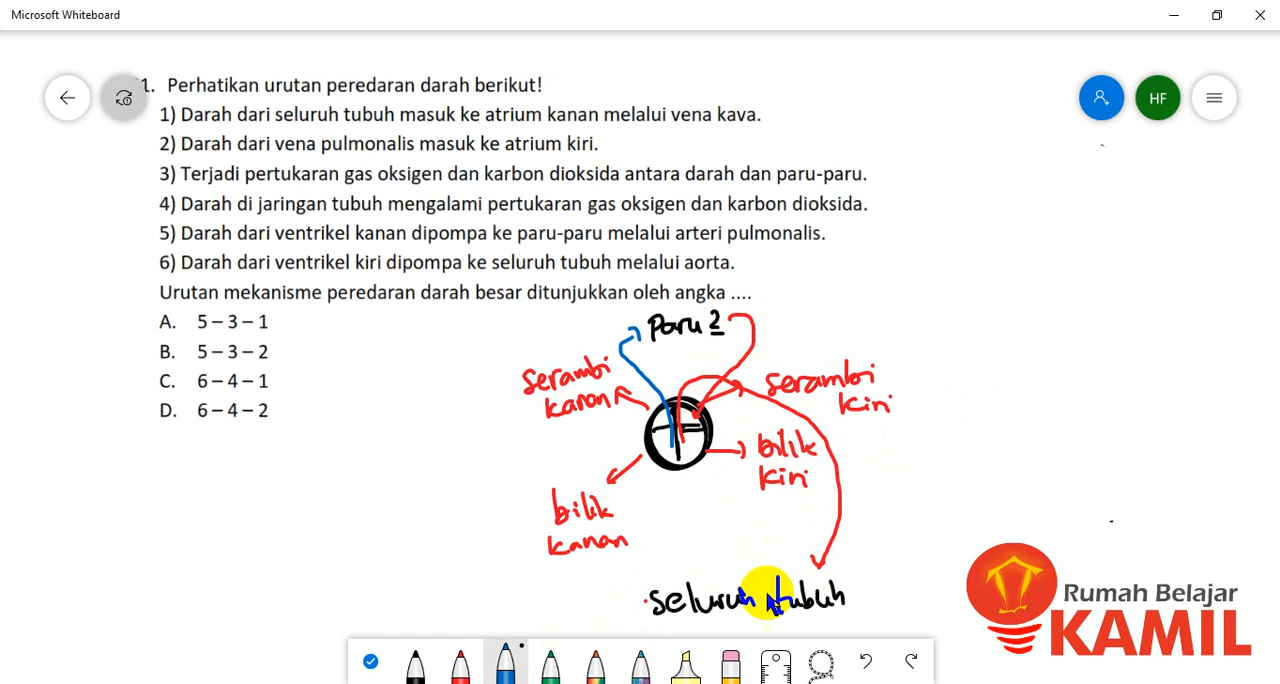 Microsoft Whiteboard
1. Perhatikan urutan peredaran darah berikut!
1) Darah dari seluruh tubuh masuk ke atrium kanan melalui vena kava.
2) Darah dari vena pulmonalis masuk ke atrium kiri.
3) Terjadi pertukaran gas oksigen dan karbon dioksida antara darah dan paru-paru.
4) Darah di jaringan tubuh mengalami pertukaran gas oksigen dan karbon dioksida.
5) Darah dari ventrikel kanan dipompa ke paru-paru melalui arteri pulmonalis.
6) Darah dari ventrikel kiri dipompa ke seluruh tubuh melalui aorta.
Urutan mekanisme peredaran darah besar ditunjukkan oleh angka ....
A. 5 – 3 – 1
B. 5 – 3 – 2
C. 6 – 4 – 1
D. 6 – 4 – 2
HF
Paru 2
serambi
kanan
serambi
kiri
bilik
kiri
bilik
kanan
seluruh tubuh
Rumah Belajar
KAMIL